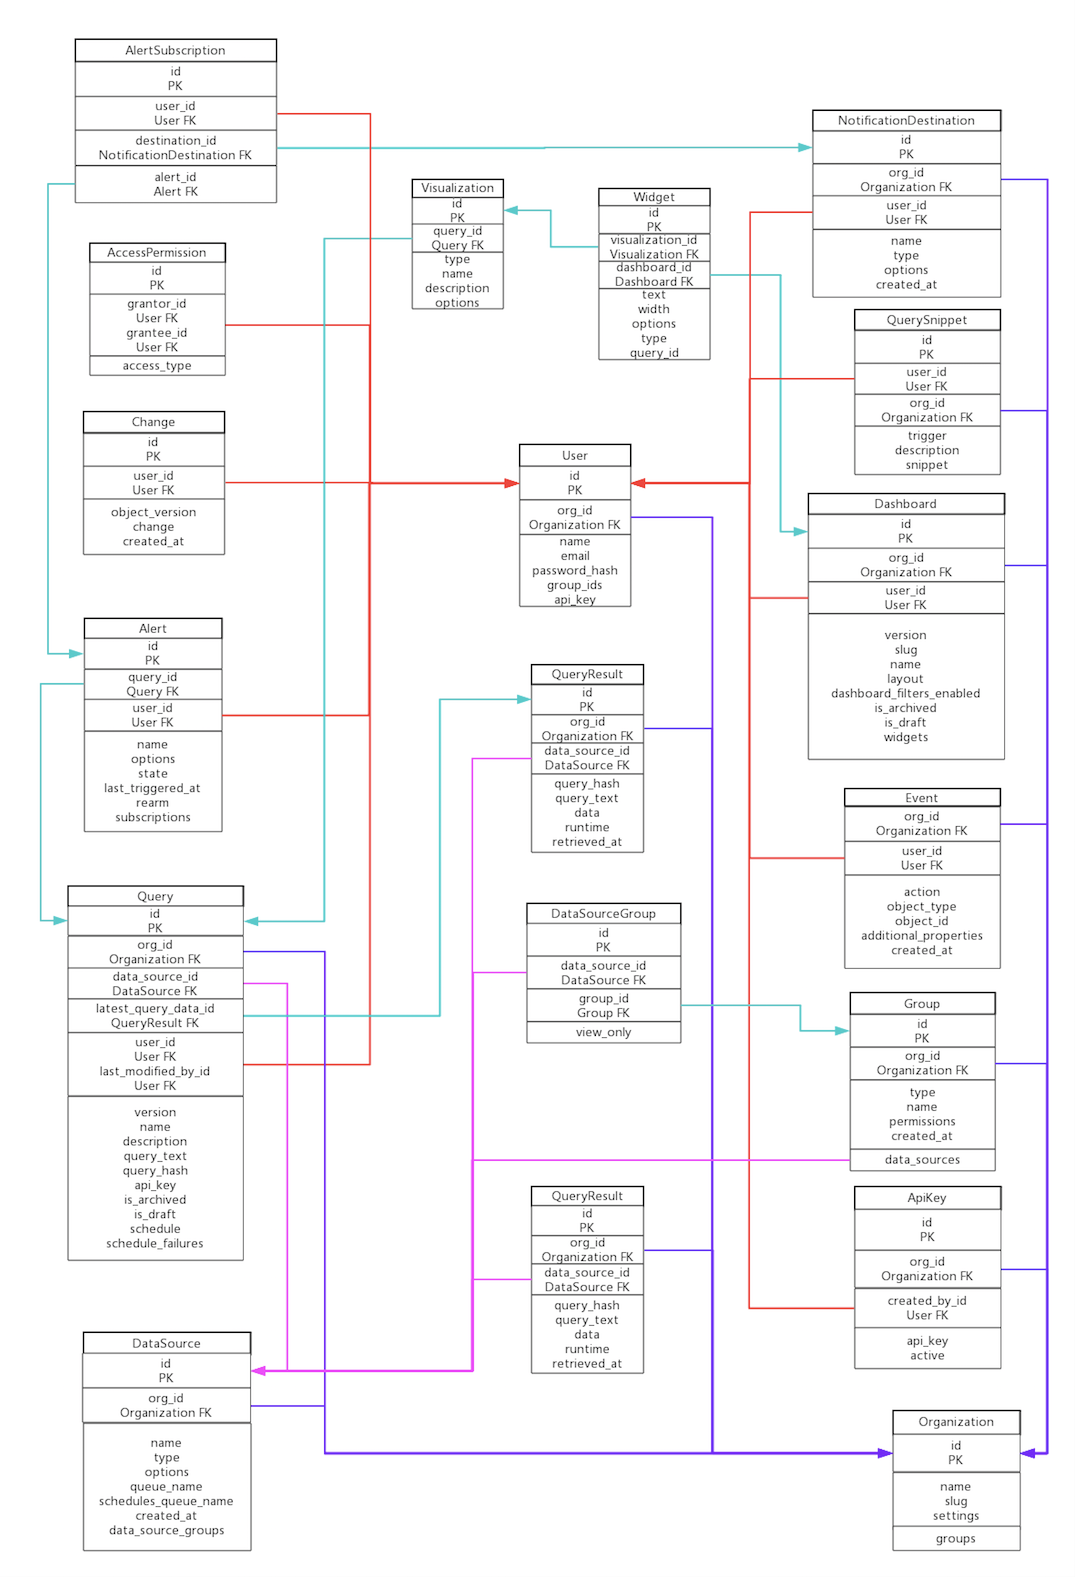 AlertSubscription
id
PK
user_id
User FK
destination_id
NotificationDestination FK
alert_id
Alert FK
AccessPermission
id
PK
grantor_id
User FK
grantee_id
User FK
access_type
Change
id
PK
user_id
User FK
object_version
change
created_at
Alert
id
PK
query_id
Query FK
user_id
User FK
name
options
state
last_triggered_at
rearm
subscriptions
Query
id
PK
org_id
Organization FK
data_source_id
DataSource FK
latest_query_data_id
QueryResult FK
user_id
User FK
last_modified_by_id
User FK
version
name
description
query_text
query_hash
api_key
is_archived
is_draft
schedule
schedule_failures
DataSource
id
PK
org_id
Organization FK
name
type
options
queue_name
schedules_queue_name
created_at
data_source_groups
Visualization
id
PK
query_id
Query FK
type
name
description
options
Widget
id
PK
visualization_id
Visualization FK
dashboard_id
Dashboard FK
text
width
options
type
query_id
User
id
PK
org_id
Organization FK
name
email
password_hash
group_ids
api_key
QueryResult
id
PK
org_id
Organization FK
data_source_id
DataSource FK
query_hash
query_text
data
runtime
retrieved_at
DataSourceGroup
id
PK
data_source_id
DataSource FK
group_id
Group FK
view_only
QueryResult
id
PK
org_id
Organization FK
data_source_id
DataSource FK
query_hash
query_text
data
runtime
retrieved_at
NotificationDestination
id
PK
org_id
Organization FK
user_id
User FK
name
type
options
created_at
QuerySnippet
id
PK
user_id
User FK
org_id
Organization FK
trigger
description
snippet
Dashboard
id
PK
org_id
Organization FK
user_id
User FK
version
slug
name
layout
dashboard_filters_enabled
is_archived
is_draft
widgets
Event
org_id
Organization FK
user_id
User FK
action
object_type
object_id
additional_properties
created_at
Group
id
PK
org_id
Organization FK
type
name
permissions
created_at
data_sources
ApiKey
id
PK
org_id
Organization FK
created_by_id
User FK
api_key
active
Organization
id
PK
name
slug
settings
groups